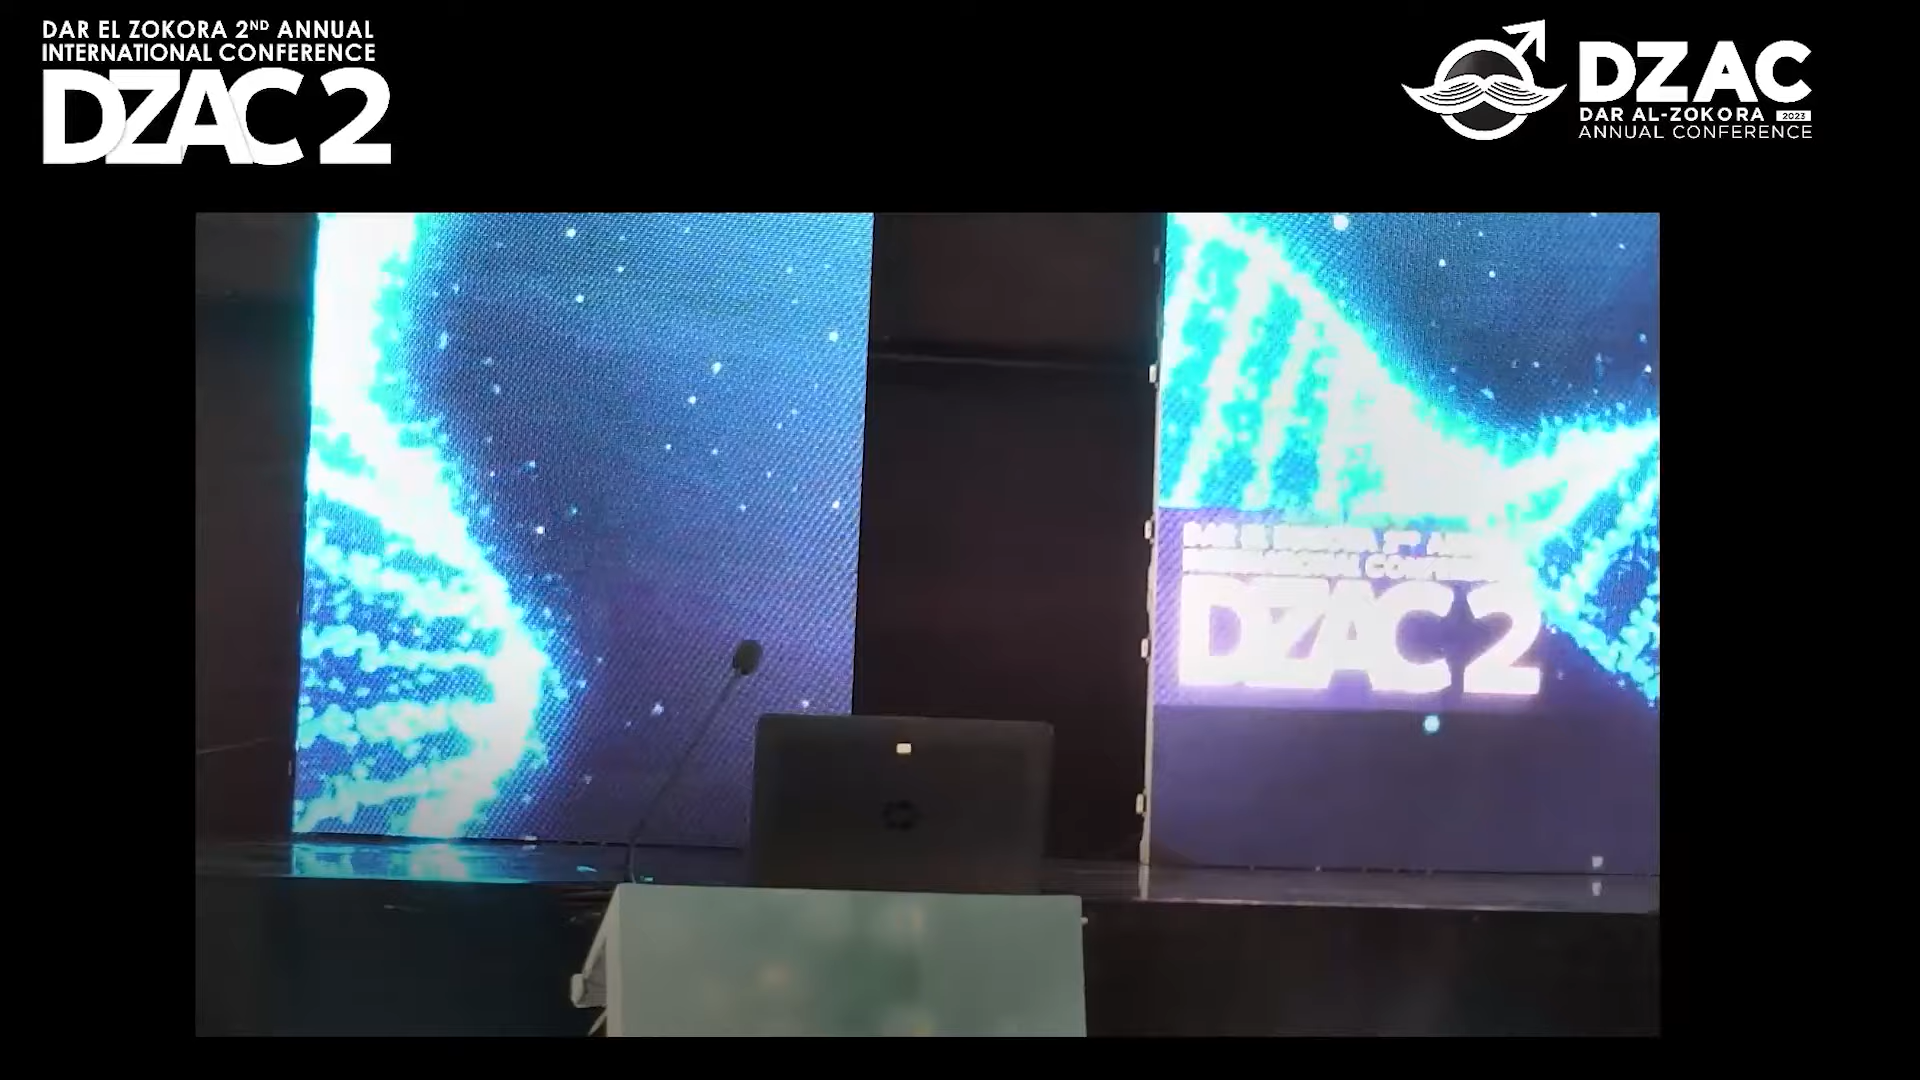 DAR EL ZOKORA 2ND ANNUAL
INTERNATIONAL CONFERENCE
DZAC 2
DZAC
DAR AL-ZOKORA 2023
ANNUAL CONFERENCE
DZAC 2